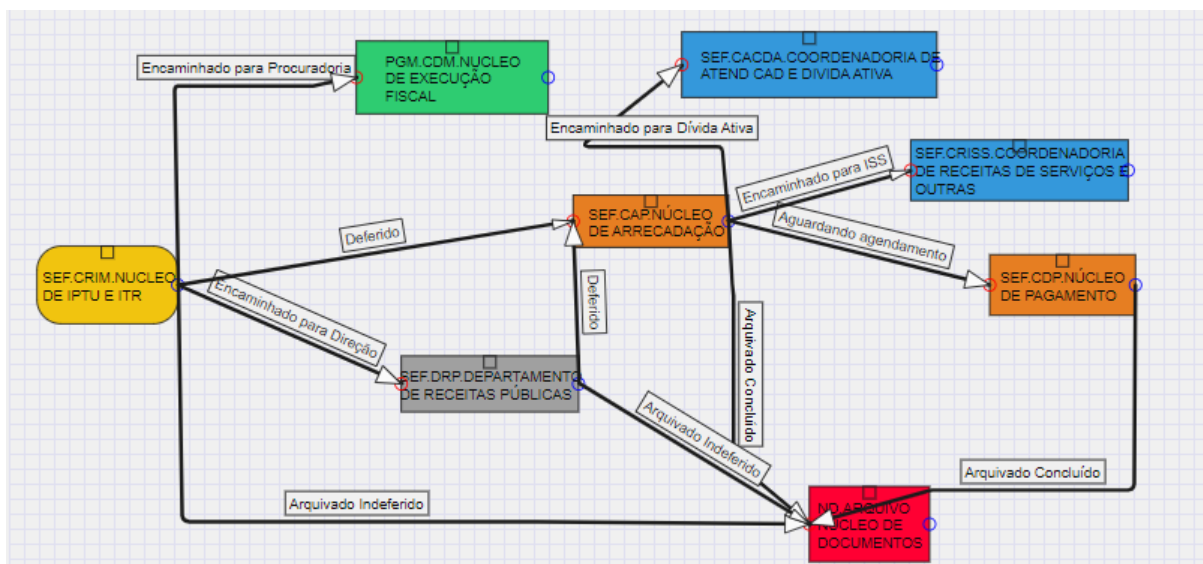 PGM.CDM.NUCLEO
DE EXECUÇÃO
FISCAL
SEF.CACDA.COORDENADORIA DE
ATEND CAD E DIVIDA ATIVA
Encaminhado para Procuradoria
Encaminhado para Dívida Ativa
SEF.CRISS.COORDENADORIA
DE RECEITAS DE SERVIÇOS E
OUTRAS
Encaminhado para ISS
SEF.CAP.NÚCLEO
DE ARRECADAÇÃO
Aguardando agendamento
Deferido
SEF.CRIM.NUCLEO
DE IPTU E ITR
SEF.CDP.NÚCLEO
DE PAGAMENTO
Encaminhado para Direção
Deferido
Arquivado Concluído
SEF.DRP.DEPARTAMENTO
DE RECEITAS PÚBLICAS
Arquivado Indeferido
Arquivado Concluído
Arquivado Indeferido
ND.ARQUIVO
NÚCLEO DE
DOCUMENTOS